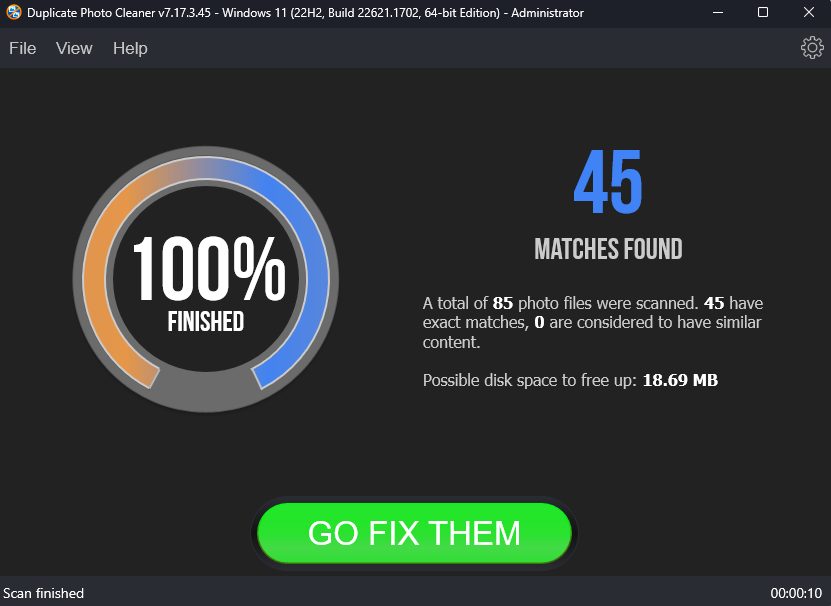 Duplicate Photo Cleaner v7.17.3.45 - Windows 11 (22H2, Build 22621.1702, 64-bit Edition) - Administrator
File View Help
100%
FINISHED
45
MATCHES FOUND
A total of 85 photo files were scanned. 45 have
exact matches, 0 are considered to have similar
content.
Possible disk space to free up: 18.69 MB
GO FIX THEM
Scan finished 00:00:10